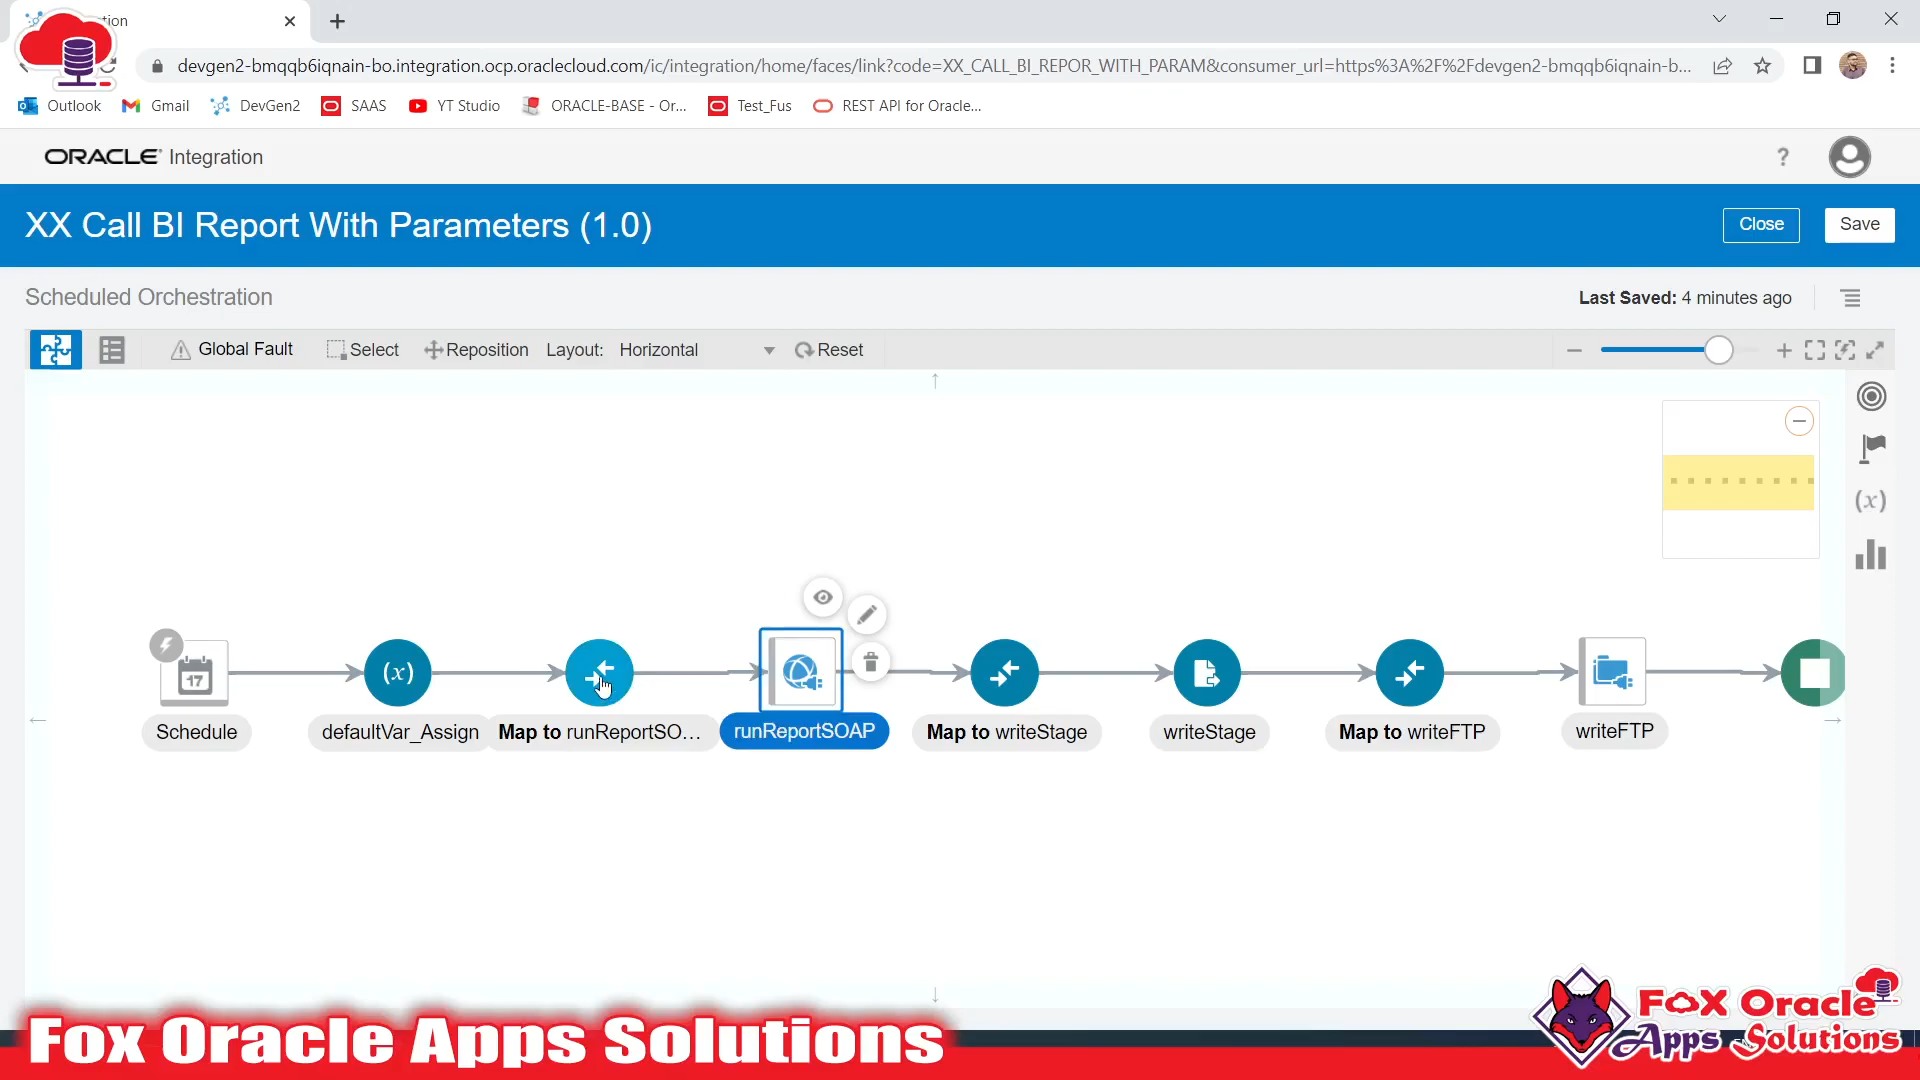 tion
devgen2-bmqqb6iqnain-bo.integration.ocp.oraclecloud.com/ic/integration/home/faces/link?code=XX_CALL_BI_REPOR_WITH_PARAM&consumer_url=https%3A%2F%2Fdevgen2-bmqqb6iqnain-b...
Outlook Gmail DevGen2 SAAS YT Studio ORACLE-BASE - Or... Test_Fus REST API for Oracle...
ORACLE Integration ?
XX Call BI Report With Parameters (1.0) Close Save
Scheduled Orchestration Last Saved: 4 minutes ago
Global Fault Select Reposition Layout: Horizontal Reset
(x)
17 (x)
Schedule defaultVar_Assign Map to runReportSO... runReportSOAP Map to writeStage writeStage Map to writeFTP writeFTP
Fox Oracle Apps Solutions
Fox Oracle
Apps Solutions